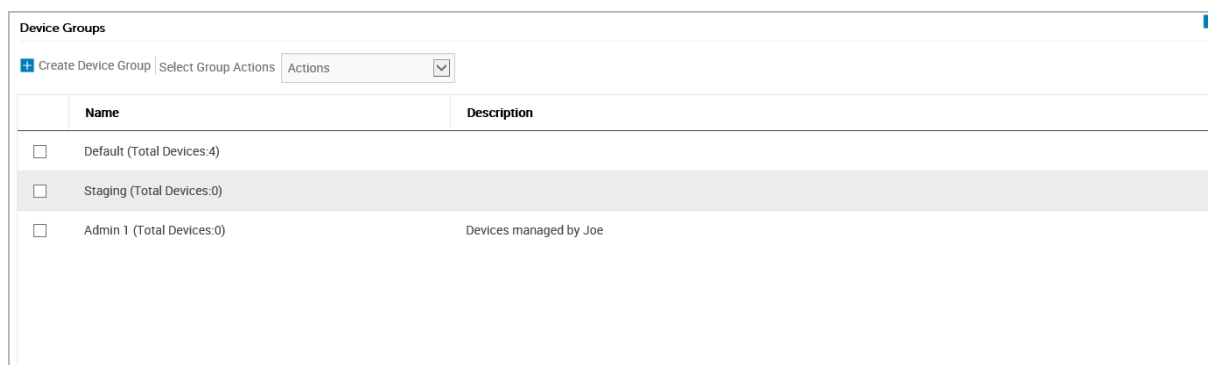 Device Groups
Create Device Group Select Group Actions Actions
Name Description
Default (Total Devices:4)
Staging (Total Devices:0)
Admin 1 (Total Devices:0) Devices managed by Joe